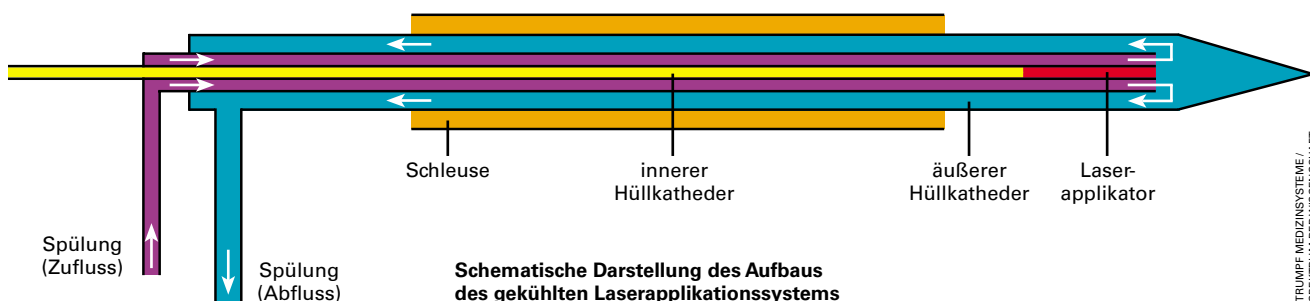 Schleuse
innerer
Hüllkatheder
äußerer
Hüllkatheder
Laser-
applikator
Spülung
(Zufluss)
Spülung
(Abfluss)
Schematische Darstellung des Aufbaus
des gekühlten Laserapplikationssystems
TRUMPF MEDIZINSYSTEME /